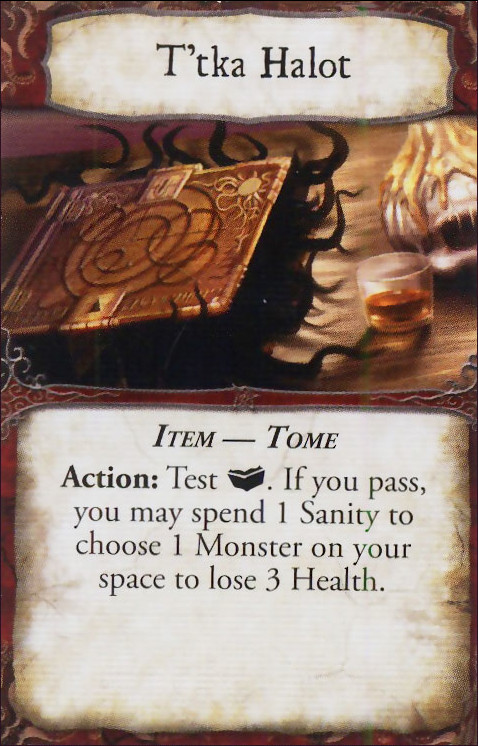 T'tka Halot
Item — Tome
Action: Test . If you pass,
you may spend 1 Sanity to
choose 1 Monster on your
space to lose 3 Health.